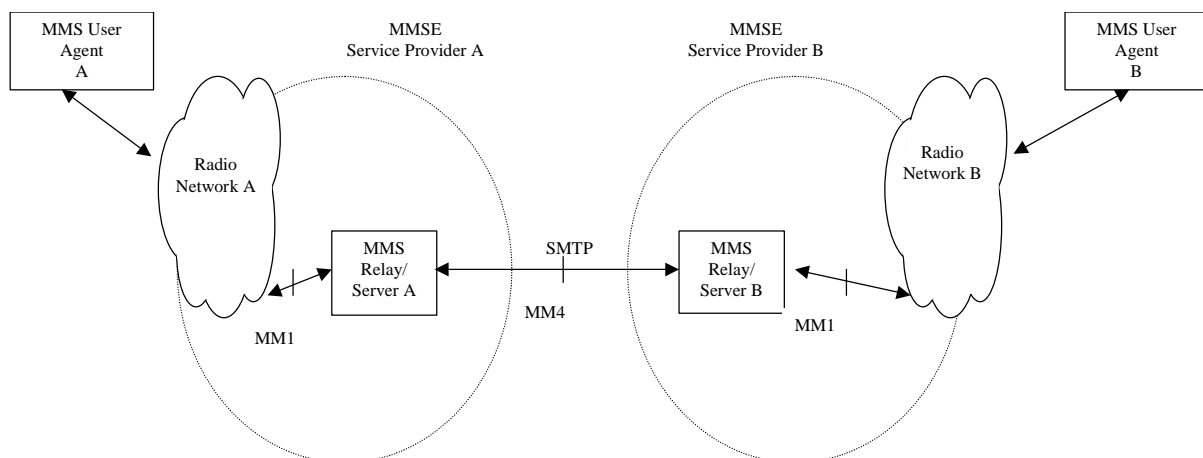 MMS User
Agent
A
MMSE
Service Provider A
MMSE
Service Provider B
MMS User
Agent
B
Radio
Network A
Radio
Network B
MMS
Relay/
Server A
SMTP
MMS
Relay/
Server B
MM1
MM4
MM1